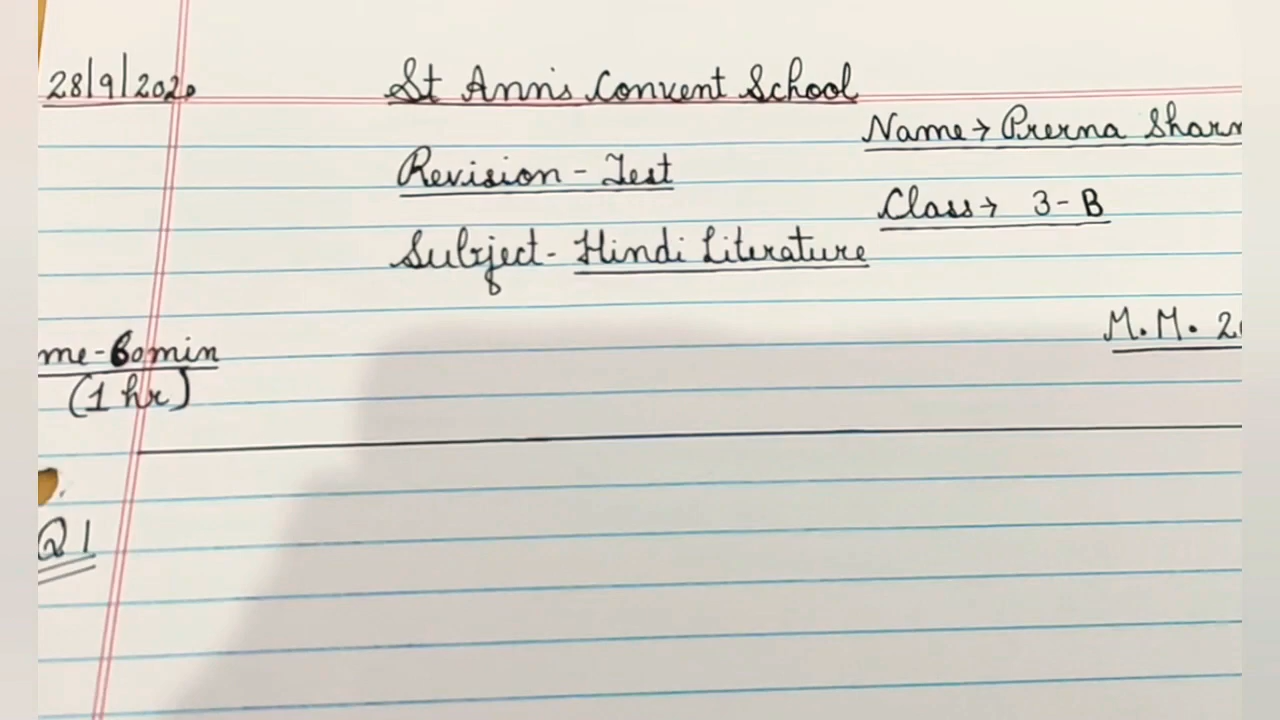 28/9/2020
St Ann's Convent School
Name→ Prerna
Revision - Test
Class→ 3-B
Subject- Hindi Literature
M.M.
me-60min
(1 hr)
Q1